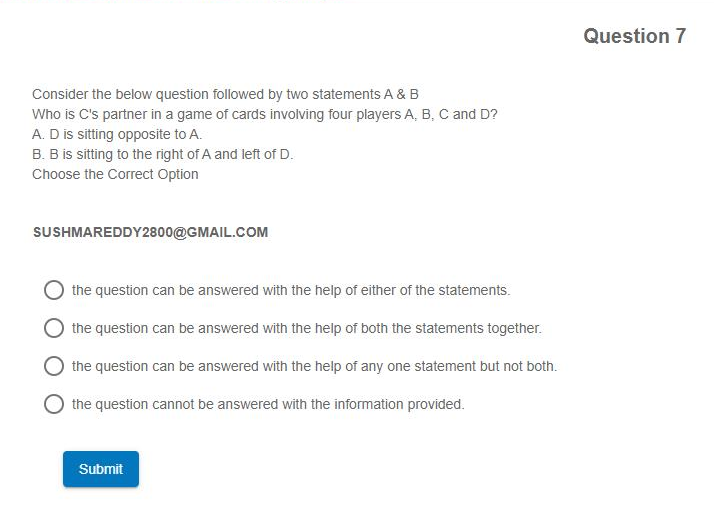 Question 7
Consider the below question followed by two statements A & B
Who is C's partner in a game of cards involving four players A, B, C and D?
A. D is sitting opposite to A.
B. B is sitting to the right of A and left of D.
Choose the Correct Option
SUSHMAREDDY2800@GMAIL.COM
the question can be answered with the help of either of the statements.
the question can be answered with the help of both the statements together.
the question can be answered with the help of any one statement but not both.
the question cannot be answered with the information provided.
Submit